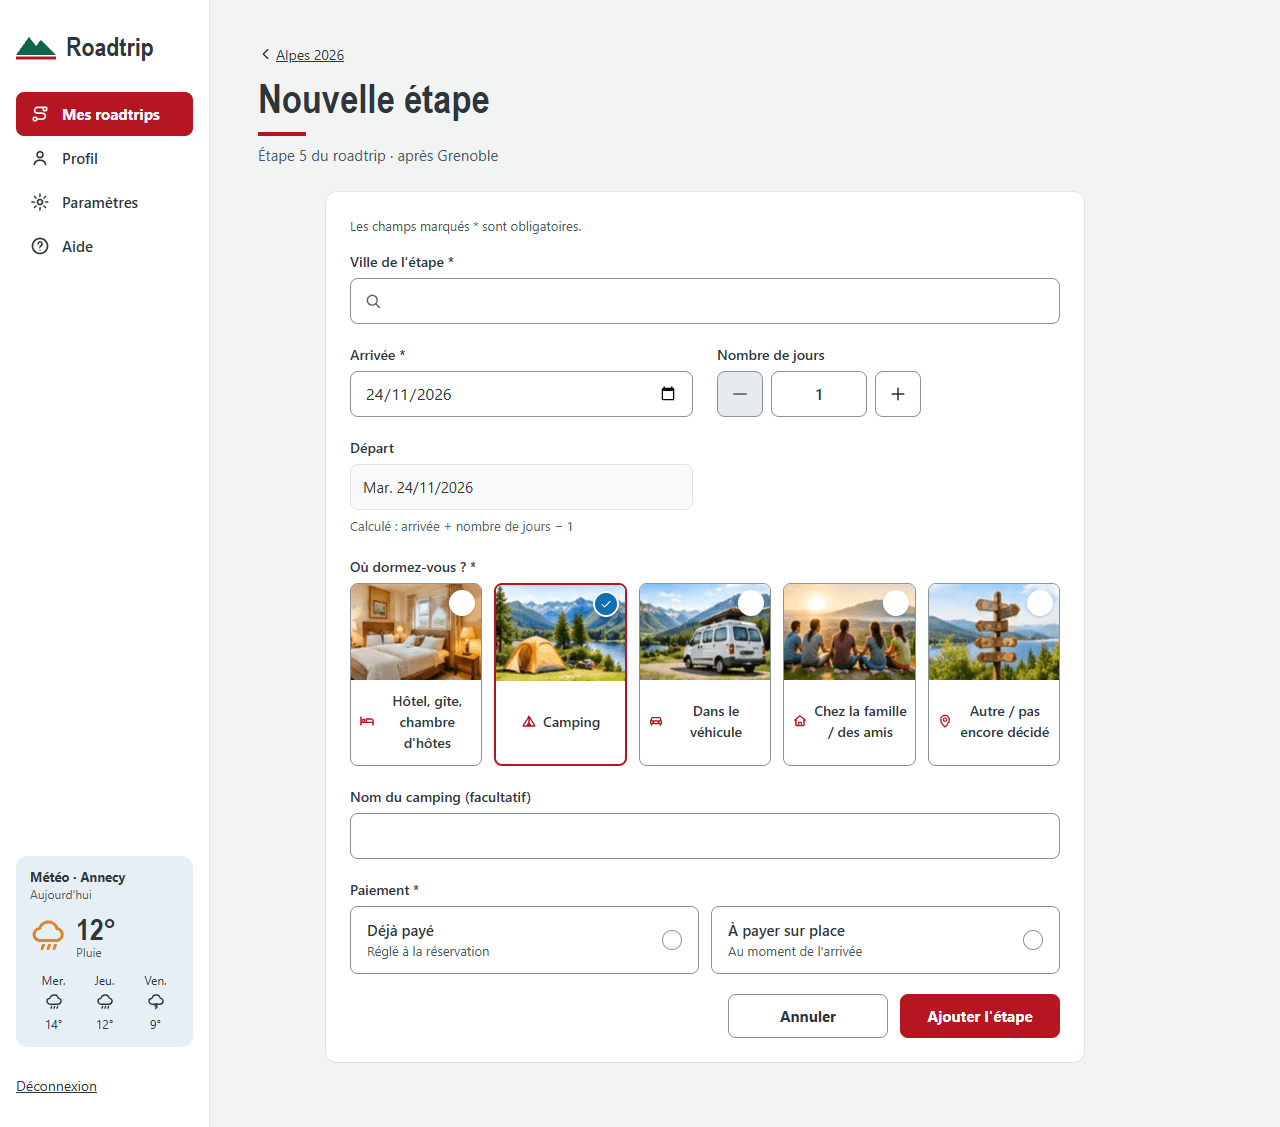 Roadtrip
Mes roadtrips
Profil
Paramètres
Aide
Météo · Annecy
Aujourd'hui
12°
Pluie
Mer. Jeu. Ven.
14° 12° 9°
Déconnexion
Alpes 2026
Nouvelle étape
Étape 5 du roadtrip · après Grenoble
Les champs marqués * sont obligatoires.
Ville de l'étape *
Arrivée *
24/11/2026
Nombre de jours
1
Départ
Mar. 24/11/2026
Calculé : arrivée + nombre de jours − 1
Où dormez-vous ? *
Hôtel, gîte,
chambre
d'hôtes
Camping
Dans le
véhicule
Chez la famille
/ des amis
Autre / pas
encore décidé
Nom du camping (facultatif)
Paiement *
Déjà payé
Réglé à la réservation
À payer sur place
Au moment de l'arrivée
Annuler
Ajouter l'étape